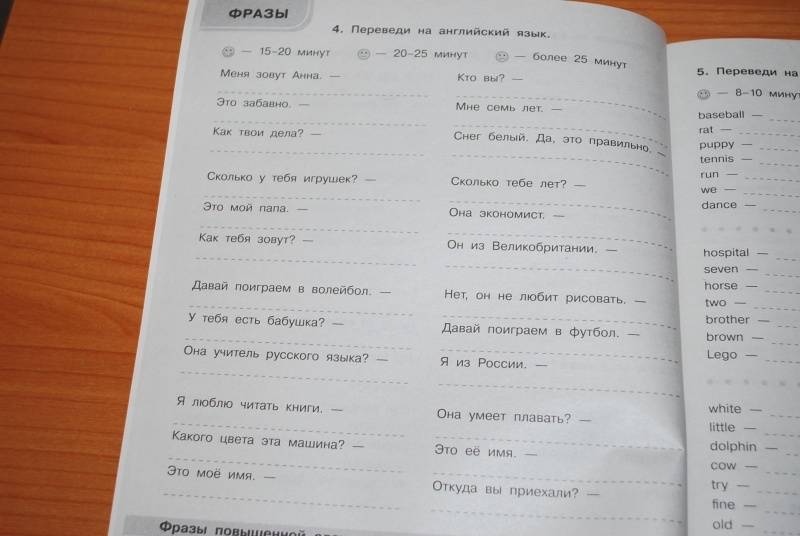 ФРАЗЫ
4. Переведи на английский язык.
— 15–20 минут — 20–25 минут — более 25 минут
Меня зовут Анна. —
Это забавно. —
Как твои дела? —
Сколько у тебя игрушек? —
Это мой папа. —
Как тебя зовут? —
Давай поиграем в волейбол. —
У тебя есть бабушка? —
Она учитель русского языка? —
Я люблю читать книги. —
Какого цвета эта машина? —
Это моё имя. —
Кто вы? —
Мне семь лет. —
Снег белый. Да, это правильно. —
Сколько тебе лет? —
Она экономист. —
Он из Великобритании. —
Нет, он не любит рисовать. —
Давай поиграем в футбол. —
Я из России. —
Она умеет плавать? —
Это её имя. —
Откуда вы приехали? —
Фразы повышенной
5. Переведи на
— 8–10 минут
baseball —
rat —
puppy —
tennis —
run —
we —
dance —
hospital —
seven —
horse —
two —
brother —
brown —
Lego —
white —
little —
dolphin —
cow —
try —
fine —
old —